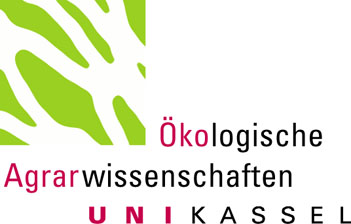 Ökologische
Agrarwissenschaften
UNIKASSEL